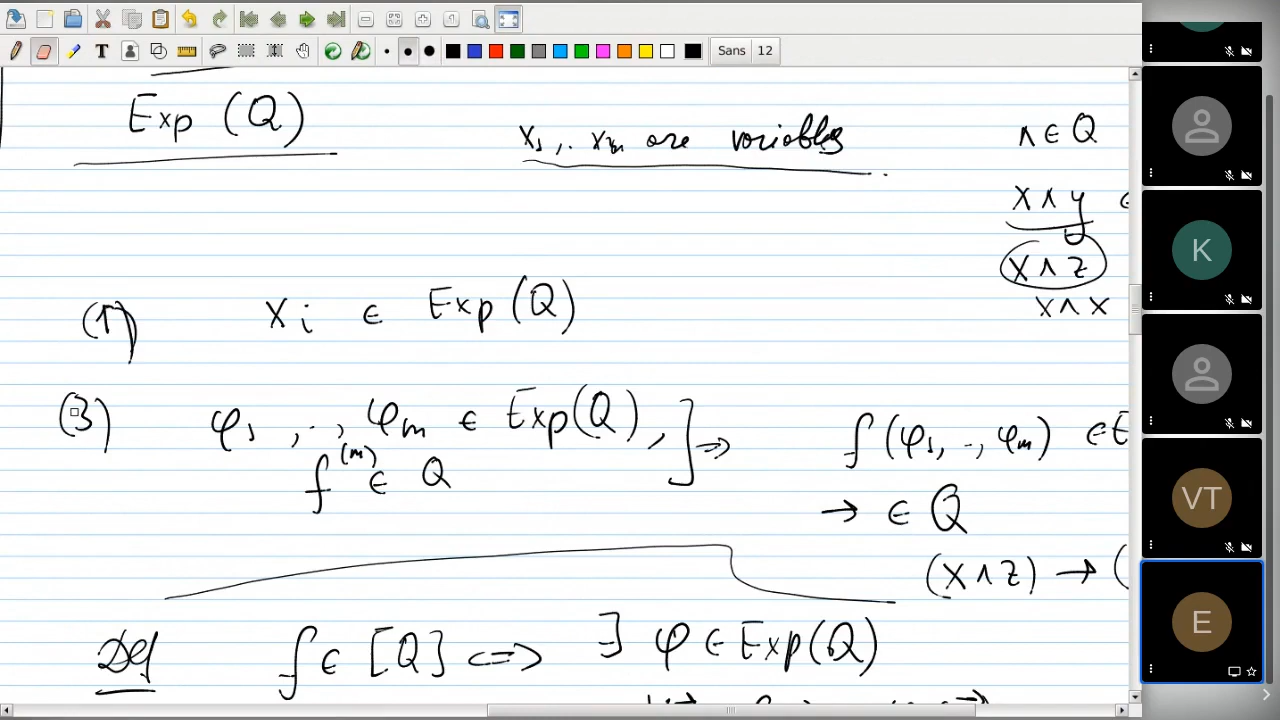 Sans 12
Exp (Q)
x₁, .. xₘ are variables
∧ ∈ Q
x ∧ y ∈
x ∧ z
x ∧ x
(1) xᵢ ∈ Exp (Q)
K
(3) φ₁, .., φₘ ∈ Exp(Q), ] ⇒ f (φ₁, .., φₘ) ∈ E
f⁽ᵐ⁾ ∈ Q
→ ∈ Q
VT
(x ∧ z) → (
E
Def f ∈ [Q] <=> ∃ φ ∈ Exp(Q)